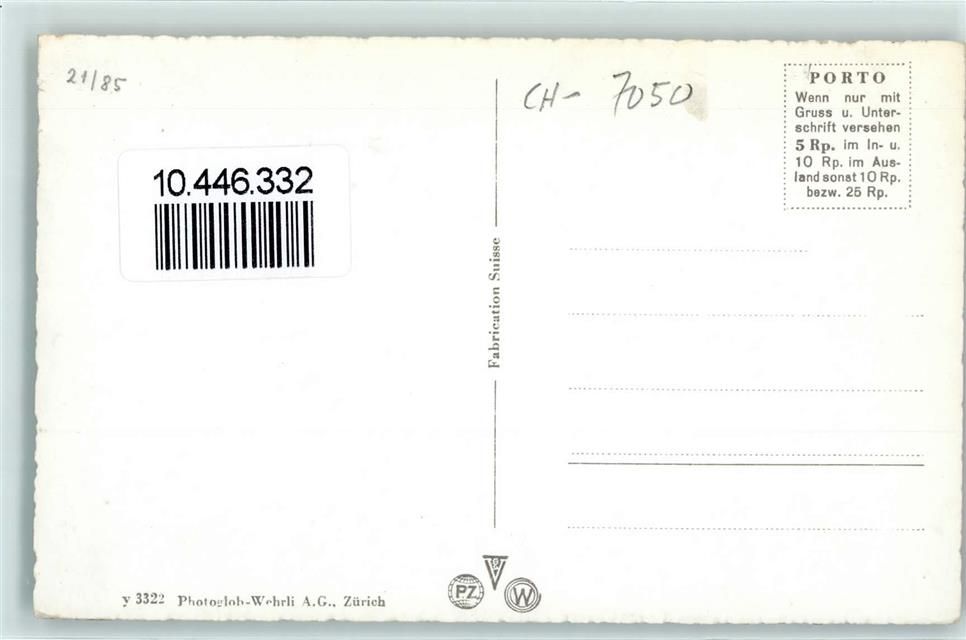 21/85
CH- 7050
PORTO
Wenn nur mit
Gruss u. Unter-
schrift versehen
5 Rp. im In- u.
10 Rp. im Aus-
land sonst 10 Rp.
bezw. 25 Rp.
10.446.332
Fabrication Suisse
y 3322 Photoglob-Wehrli A.G., Zürich
PZ
W